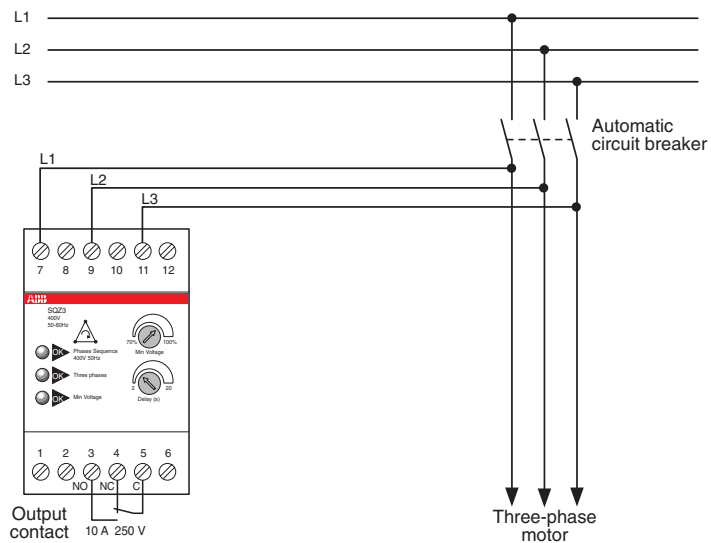 L1
L2
L3
Automatic
circuit breaker
L1
L2
L3
7 8 9 10 11 12
ABB
SQZ3
400V
50-60Hz
70% 100%
Min Voltage
OK Phases Sequence
400V 50Hz
OK Three phases
2 20
Delay (s)
OK Min Voltage
1 2 3 4 5 6
NO NC C
Output
contact
10 A 250 V
Three-phase
motor